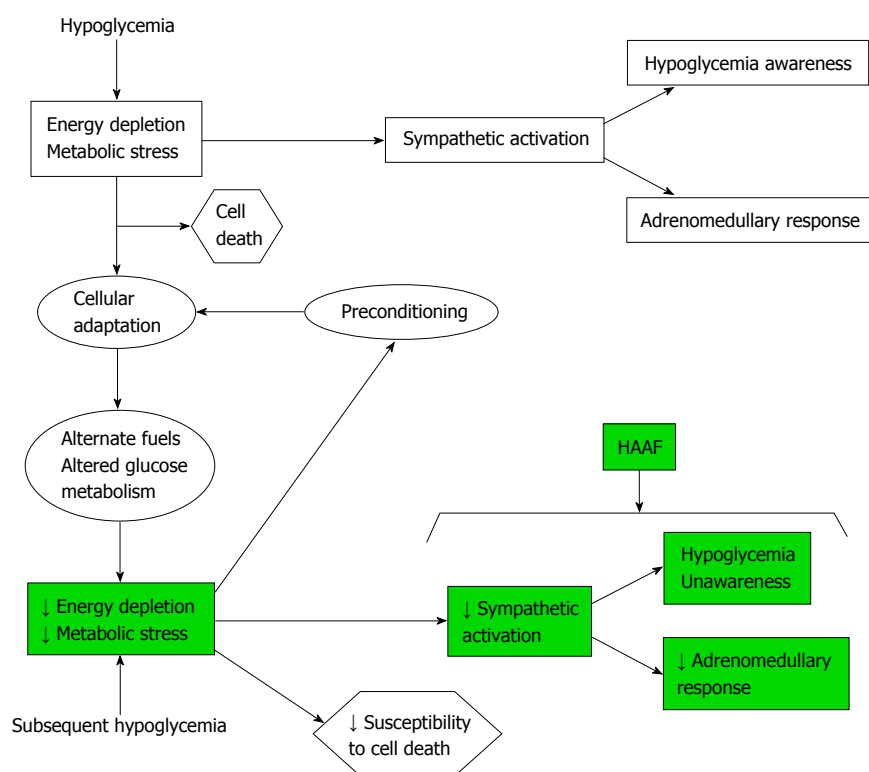 Hypoglycemia
Hypoglycemia awareness
Energy depletion
Metabolic stress
Sympathetic activation
Adrenomedullary response
Cell
death
Cellular
adaptation
Preconditioning
Alternate fuels
Altered glucose
metabolism
HAAF
Hypoglycemia
Unawareness
↓ Energy depletion
↓ Metabolic stress
↓ Sympathetic
activation
↓ Adrenomedullary
response
Subsequent hypoglycemia
↓ Susceptibility
to cell death